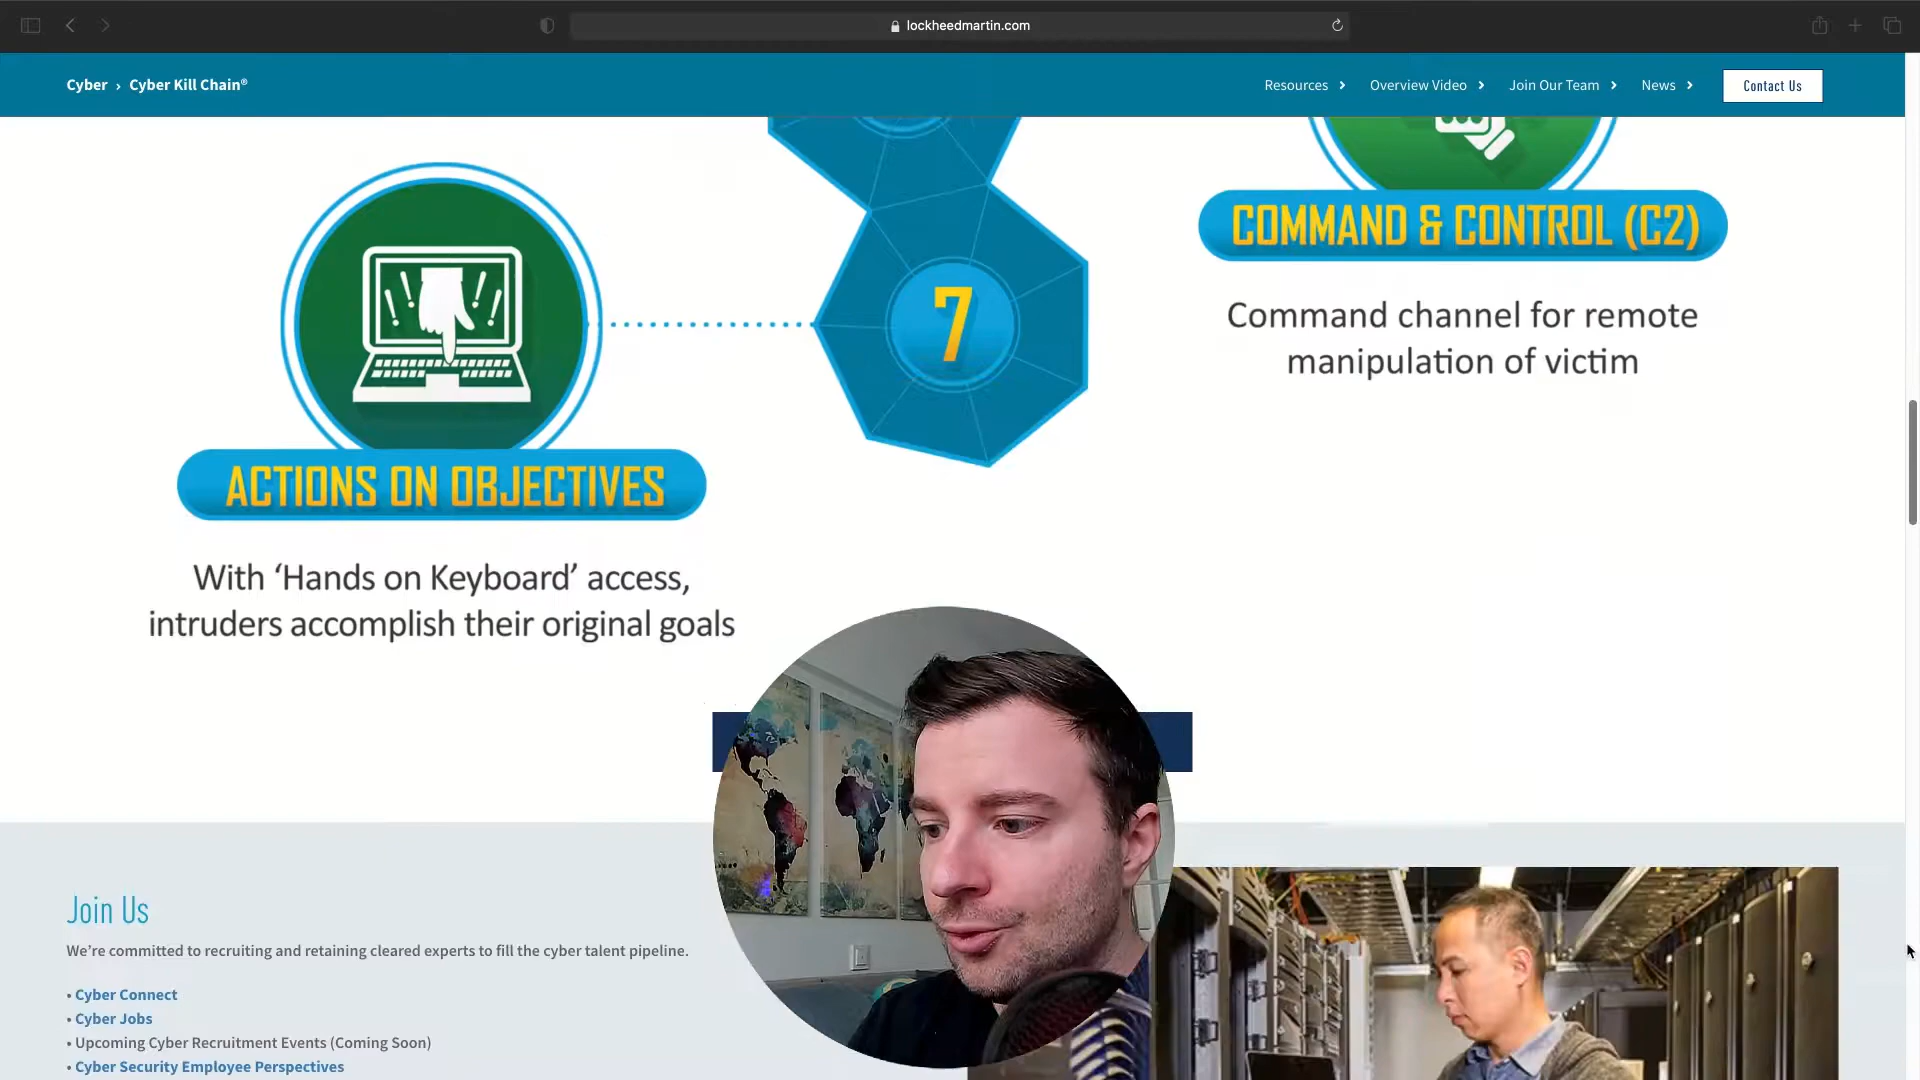 lockheedmartin.com
Cyber › Cyber Kill Chain®
Resources
Overview Video
Join Our Team
News
Contact Us
COMMAND & CONTROL (C2)
Command channel for remote
manipulation of victim
7
ACTIONS ON OBJECTIVES
With ‘Hands on Keyboard’ access,
intruders accomplish their original goals
Join Us
We’re committed to recruiting and retaining cleared experts to fill the cyber talent pipeline.
• Cyber Connect
• Cyber Jobs
• Upcoming Cyber Recruitment Events (Coming Soon)
• Cyber Security Employee Perspectives